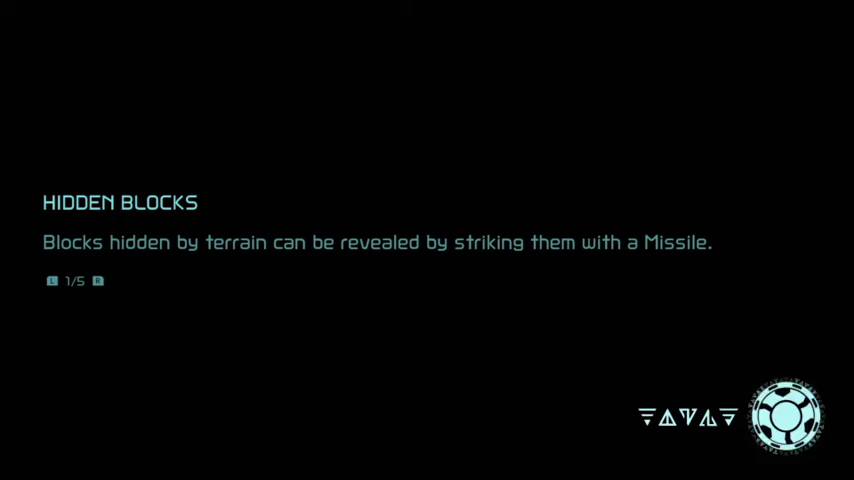 HIDDEN BLOCKS
Blocks hidden by terrain can be revealed by striking them with a Missile.
L 1/5 R